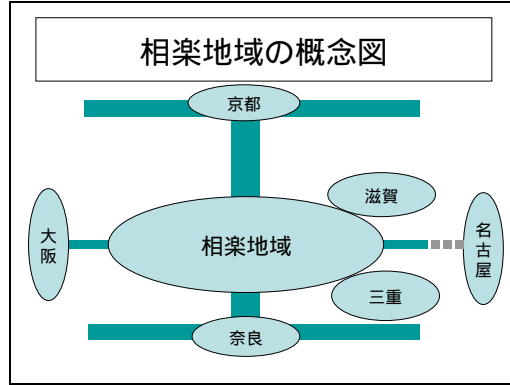 相楽地域の概念図
京都
滋賀
大阪
相楽地域
名古屋
三重
奈良